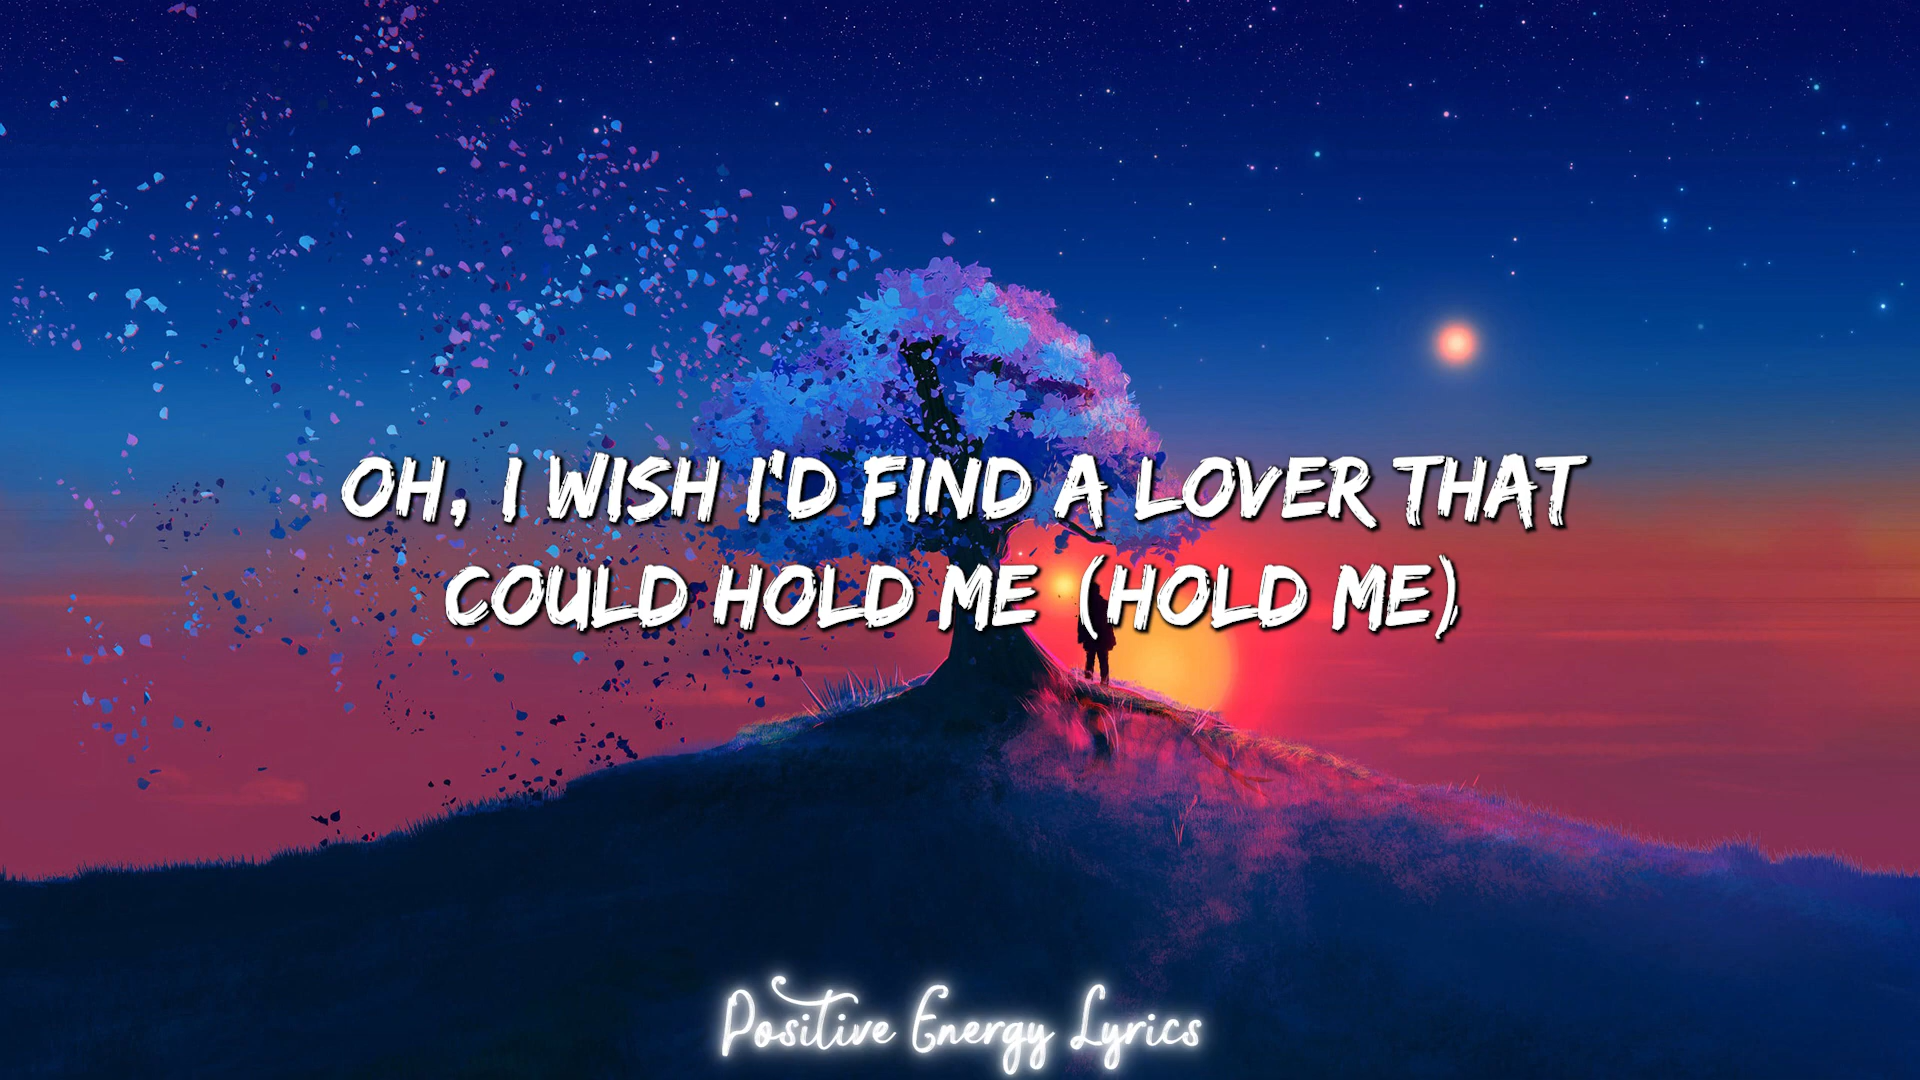 OH, I WISH I'D FIND A LOVER THAT
COULD HOLD ME (HOLD ME)
Positive Energy Lyrics